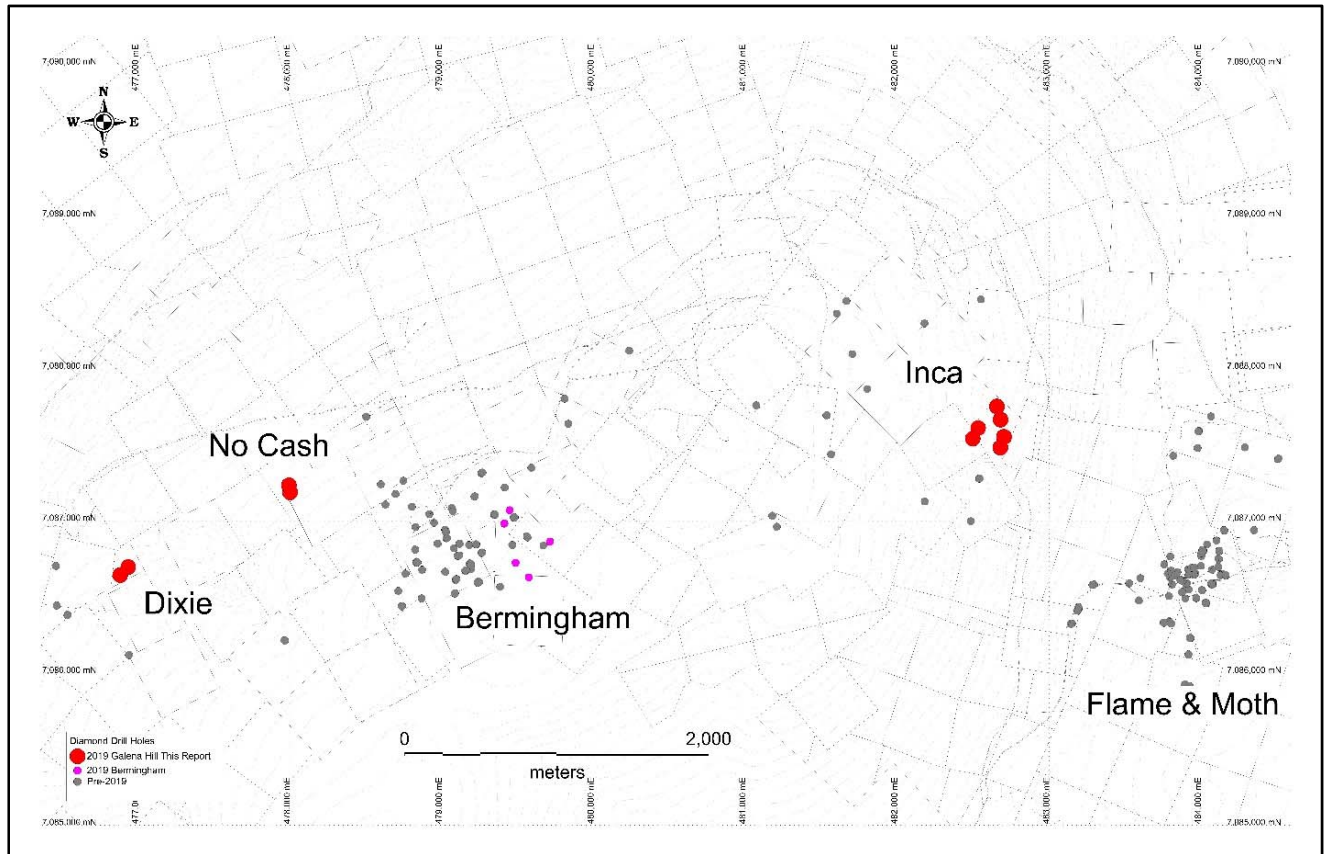 477,000 mE
478,000 mE
479,000 mE
480,000 mE
481,000 mE
482,000 mE
483,000 mE
484,000 mE
7,090,000 mN
7,090,000 mN
N
W E
S
7,089,000 mN
7,089,000 mN
7,088,000 mN
7,088,000 mN
Inca
No Cash
7,087,000 mN
7,087,000 mN
Dixie
Bermingham
7,086,000 mN
7,086,000 mN
Flame & Moth
0 2,000
meters
Diamond Drill Holes
2019 Galena Hill This Report
2019 Bermingham
Pre-2019
478,000 mE
479,000 mE
480,000 mE
481,000 mE
482,000 mE
483,000 mE
484,000 mE
7,085,000 mN
7,085,000 mN